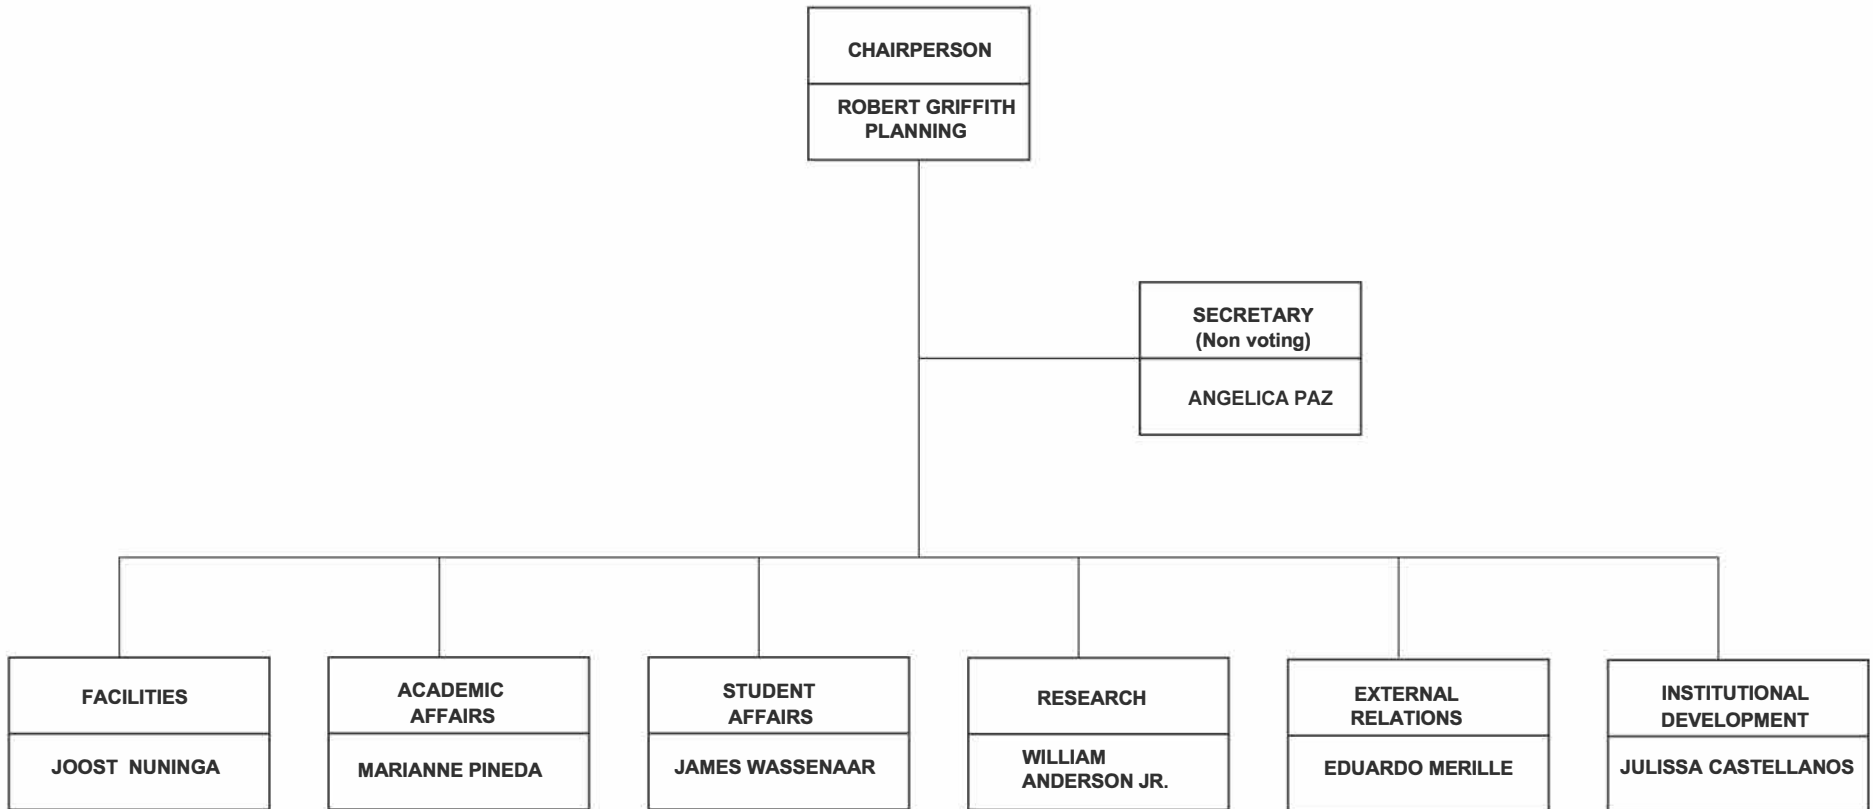 CHAIRPERSON
ROBERT GRIFFITH
PLANNING
SECRETARY
(Non voting)
ANGELICA PAZ
FACILITIES
JOOST NUNINGA
ACADEMIC
AFFAIRS
MARIANNE PINEDA
STUDENT
AFFAIRS
JAMES WASSENAAR
RESEARCH
WILLIAM
ANDERSON JR.
EXTERNAL
RELATIONS
EDUARDO MERILLE
INSTITUTIONAL
DEVELOPMENT
JULISSA CASTELLANOS